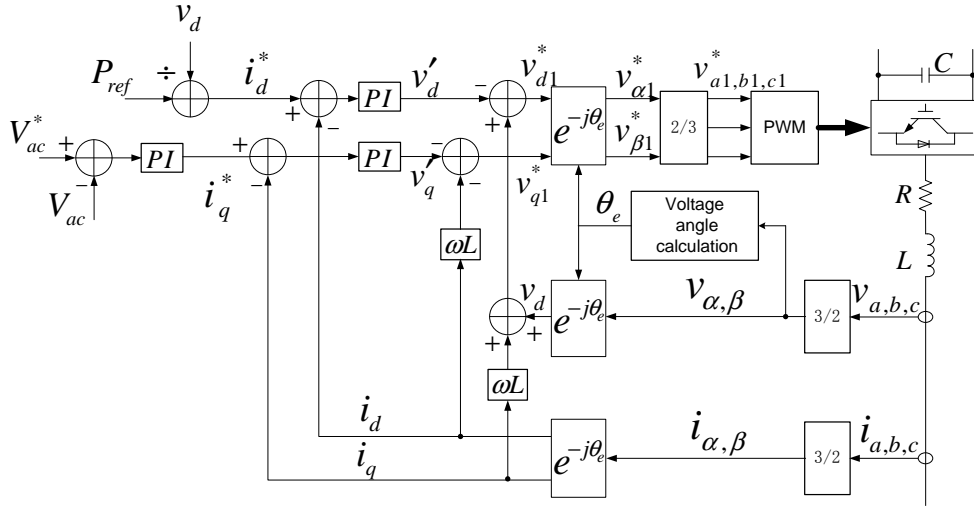 v_d
P_ref
÷
i_d^*
+
−
PI
v'_d
−
+
v_d1^*
e^{-jθ_e}
v_α1^*
2/3
v_a1,b1,c1^*
PWM
C
V_ac^*
+
−
V_ac
PI
i_q^*
+
−
PI
v'_q
−
−
v_q1^*
v_β1^*
R
ωL
θ_e
Voltage
angle
calculation
L
v_d
+
+
e^{-jθ_e}
v_α,β
3/2
v_a,b,c
ωL
i_d
i_q
e^{-jθ_e}
i_α,β
3/2
i_a,b,c